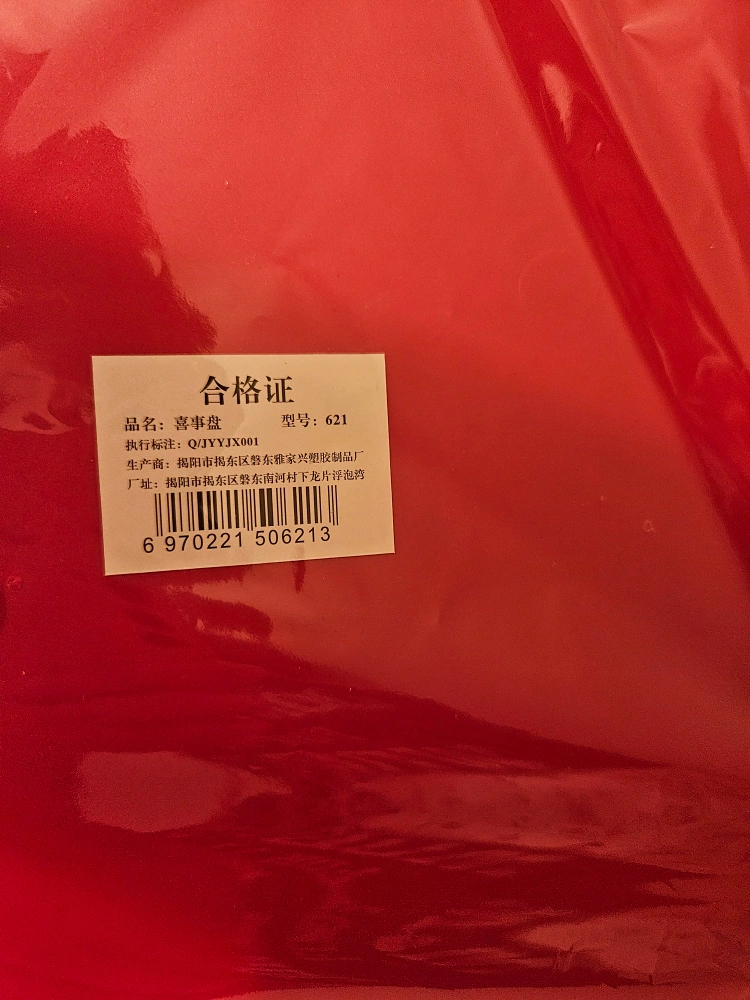 合格证
品名：喜事盘 型号：621
执行标注：Q/JYYJX001
生产商：揭阳市揭东区磐东雅家兴塑胶制品厂
厂址：揭阳市揭东区磐东南河村下龙片浮泡湾
6 970221 506213